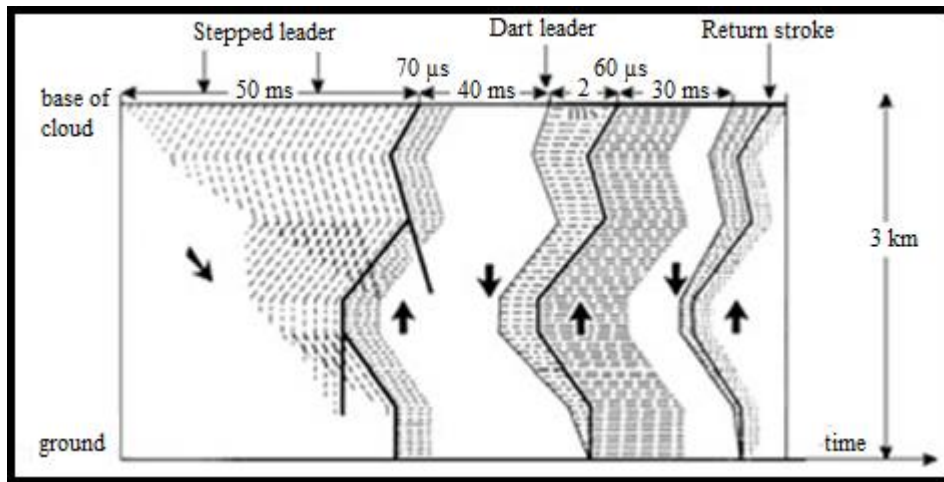 Stepped leader
Dart leader
Return stroke
70 µs
60 µs
base of
cloud
50 ms
40 ms
2
30 ms
3 km
ground
time